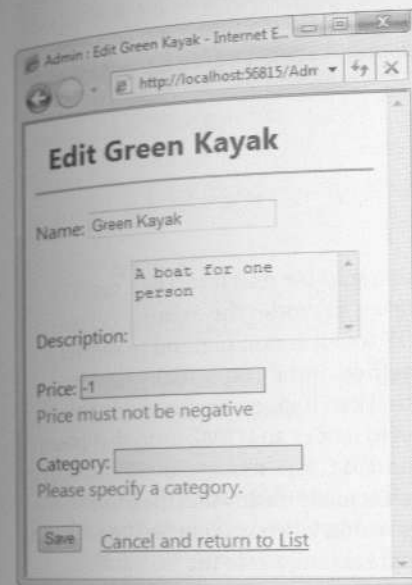 Admin : Edit Green Kayak - Internet E...
http://localhost:56815/Adm
Edit Green Kayak
Name: Green Kayak
A boat for one
person
Description:
Price: -1
Price must not be negative
Category:
Please specify a category.
Save Cancel and return to List